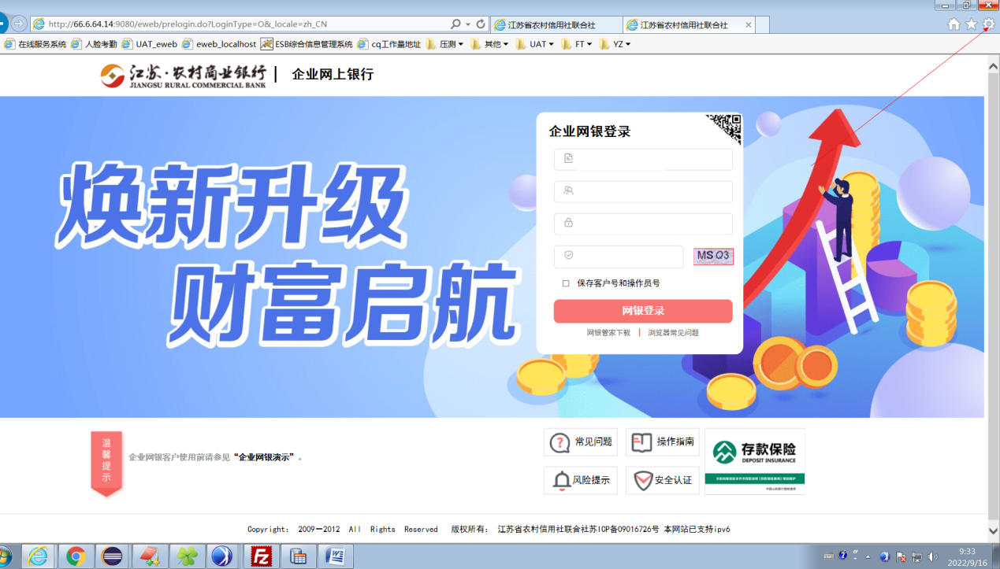 http://66.6.64.14:9080/eweb/prelogin.do?LoginType=O&_locale=zh_CN
江苏省农村信用社联合社
江苏省农村信用社联合社
在线服务系统 人脸考勤 UAT_eweb eweb_localhost ESB综合信息管理系统 cq工作量地址 压测 其他 UAT FT YZ
江苏·农村商业银行
JIANGSU RURAL COMMERCIAL BANK
企业网上银行
焕新升级
财富启航
企业网银登录
MS Q3
保存客户号和操作员号
网银登录
网银管家下载 | 浏览器常见问题
温馨提示
企业网银客户使用前请参见“企业网银演示”。
常见问题
操作指南
风险提示
安全认证
存款保险
DEPOSIT INSURANCE
Copyright: 2009—2012 All Rights Reserved 版权所有: 江苏省农村信用社联合社苏ICP备09016726号 本网站已支持ipv6
9:33
2022/9/16